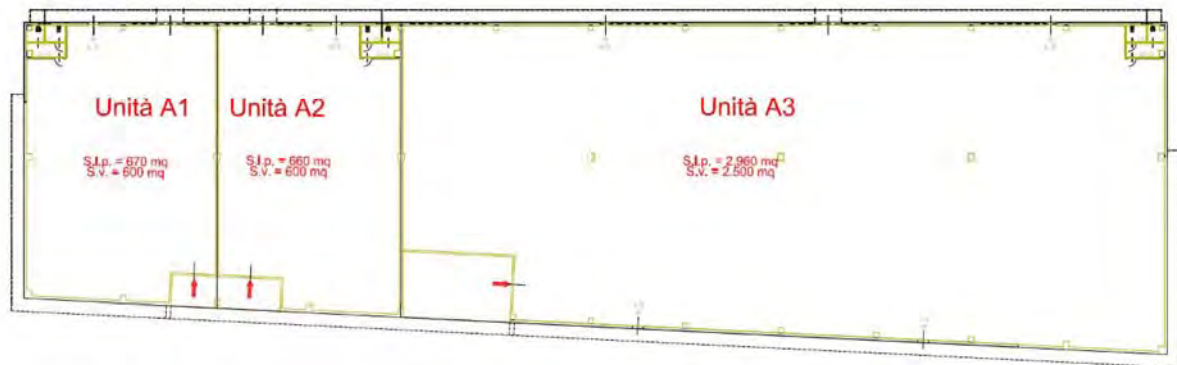 Unità A1
S.l.p. = 670 mq
S.v. = 600 mq
Unità A2
S.l.p. = 660 mq
S.v. = 600 mq
Unità A3
S.l.p. = 2.960 mq
S.v. = 2.500 mq